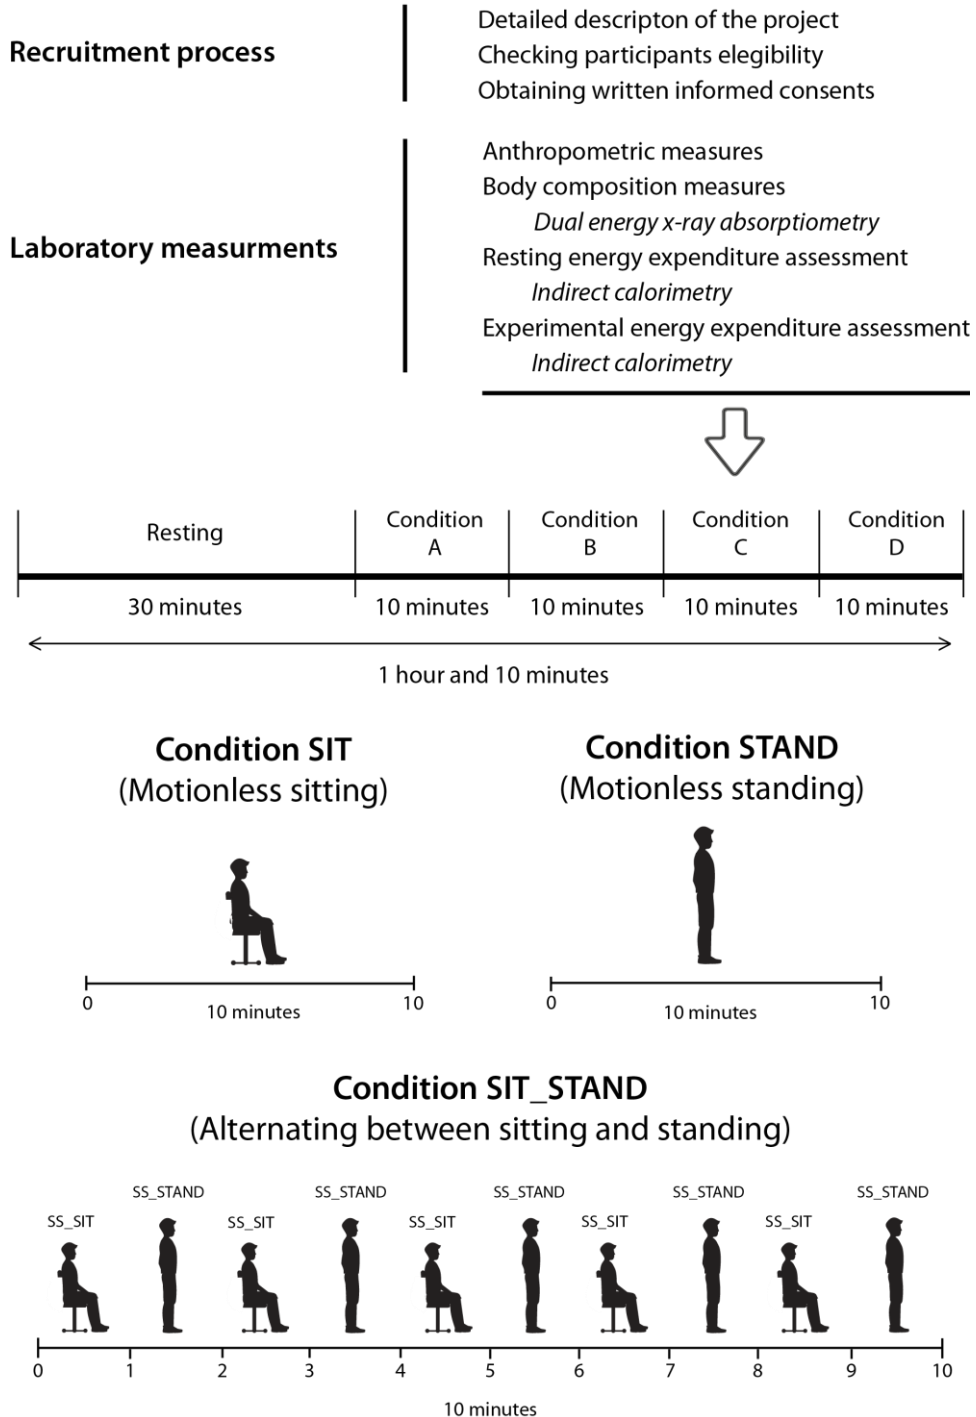 Recruitment process
Detailed descripton of the project
Checking participants elegibility
Obtaining written informed consents
Laboratory measurments
Anthropometric measures
Body composition measures
Dual energy x-ray absorptiometry
Resting energy expenditure assessment
Indirect calorimetry
Experimental energy expenditure assessment
Indirect calorimetry
Resting
Condition A
Condition B
Condition C
Condition D
30 minutes
10 minutes
10 minutes
10 minutes
10 minutes
1 hour and 10 minutes
Condition SIT
(Motionless sitting)
0
10
10 minutes
Condition STAND
(Motionless standing)
0
10
10 minutes
Condition SIT_STAND
(Alternating between sitting and standing)
SS_SIT
SS_STAND
SS_SIT
SS_STAND
SS_SIT
SS_STAND
SS_SIT
SS_STAND
SS_SIT
SS_STAND
0 1 2 3 4 5 6 7 8 9 10
10 minutes